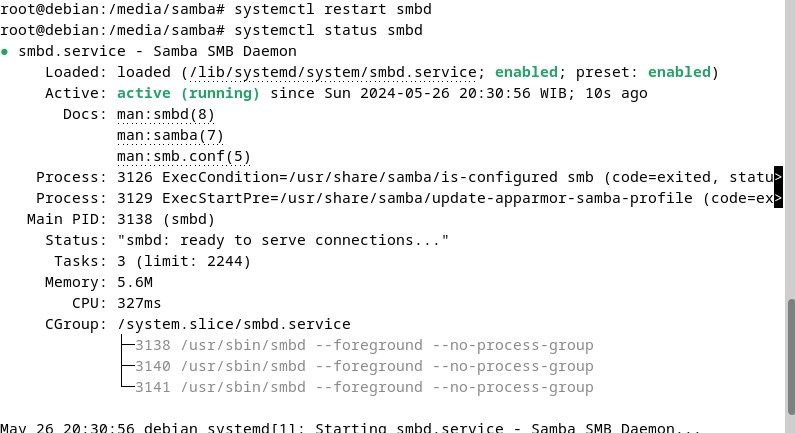 root@debian:/media/samba# systemctl restart smbd
root@debian:/media/samba# systemctl status smbd
● smbd.service - Samba SMB Daemon
     Loaded: loaded (/lib/systemd/system/smbd.service; enabled; preset: enabled)
     Active: active (running) since Sun 2024-05-26 20:30:56 WIB; 10s ago
       Docs: man:smbd(8)
             man:samba(7)
             man:smb.conf(5)
    Process: 3126 ExecCondition=/usr/share/samba/is-configured smb (code=exited, statu>
    Process: 3129 ExecStartPre=/usr/share/samba/update-apparmor-samba-profile (code=ex>
   Main PID: 3138 (smbd)
     Status: "smbd: ready to serve connections..."
      Tasks: 3 (limit: 2244)
     Memory: 5.6M
        CPU: 327ms
     CGroup: /system.slice/smbd.service
             ├─3138 /usr/sbin/smbd --foreground --no-process-group
             ├─3140 /usr/sbin/smbd --foreground --no-process-group
             └─3141 /usr/sbin/smbd --foreground --no-process-group
May 26 20:30:56 debian systemd[1]: Starting smbd.service - Samba SMB Daemon...